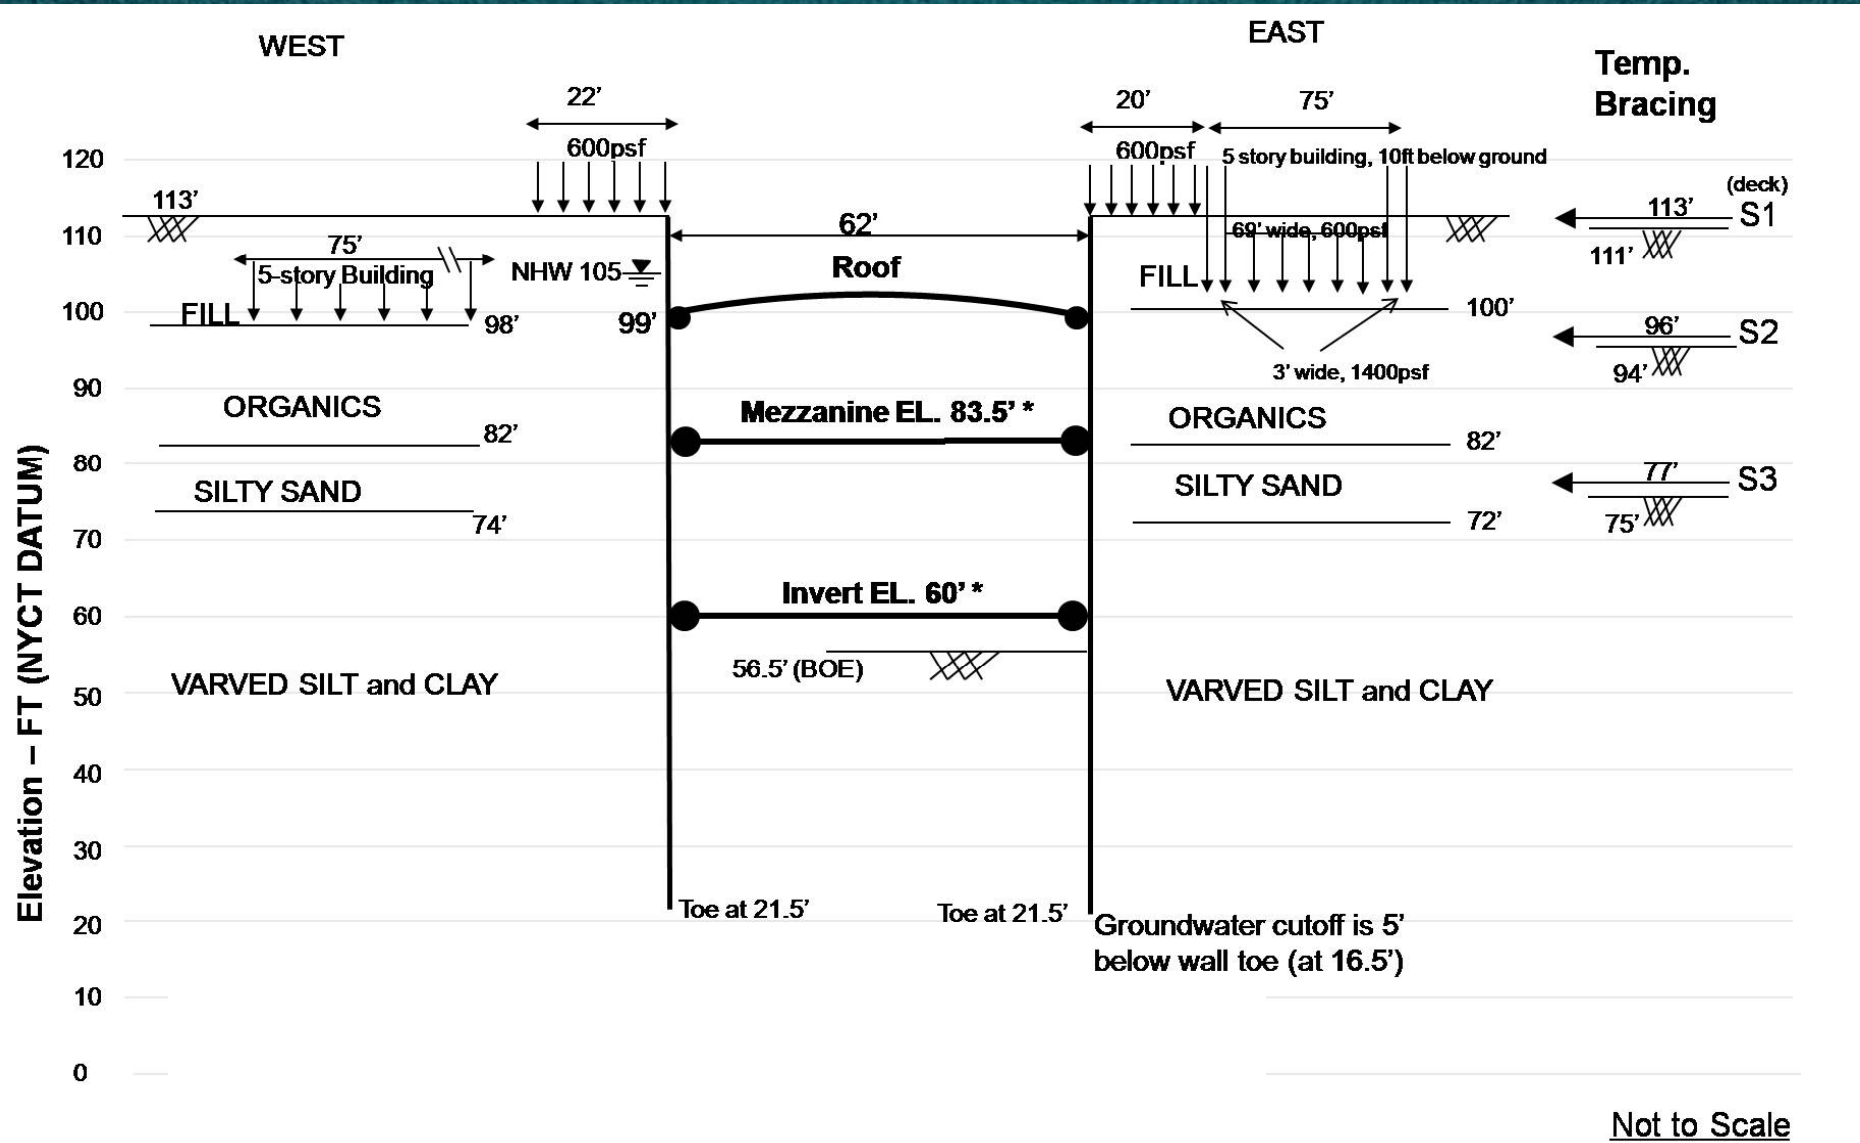 WEST
EAST
Temp.
Bracing
22’
20’
75’
600psf
600psf
5 story building, 10ft below ground
120
113’
(deck)
113’
S1
111’
110
62’
69’ wide, 600psf
75’
5-story Building
NHW 105
Roof
FILL
100
FILL
98’
99’
100’
96’
S2
94’
3’ wide, 1400psf
90
ORGANICS
Mezzanine EL. 83.5’ *
ORGANICS
82’
82’
80
SILTY SAND
SILTY SAND
77’
S3
75’
74’
72’
70
Invert EL. 60’ *
60
56.5’ (BOE)
VARVED SILT and CLAY
VARVED SILT and CLAY
50
40
30
20
10
0
Elevation – FT (NYCT DATUM)
Toe at 21.5’
Toe at 21.5’
Groundwater cutoff is 5’
below wall toe (at 16.5’)
Not to Scale